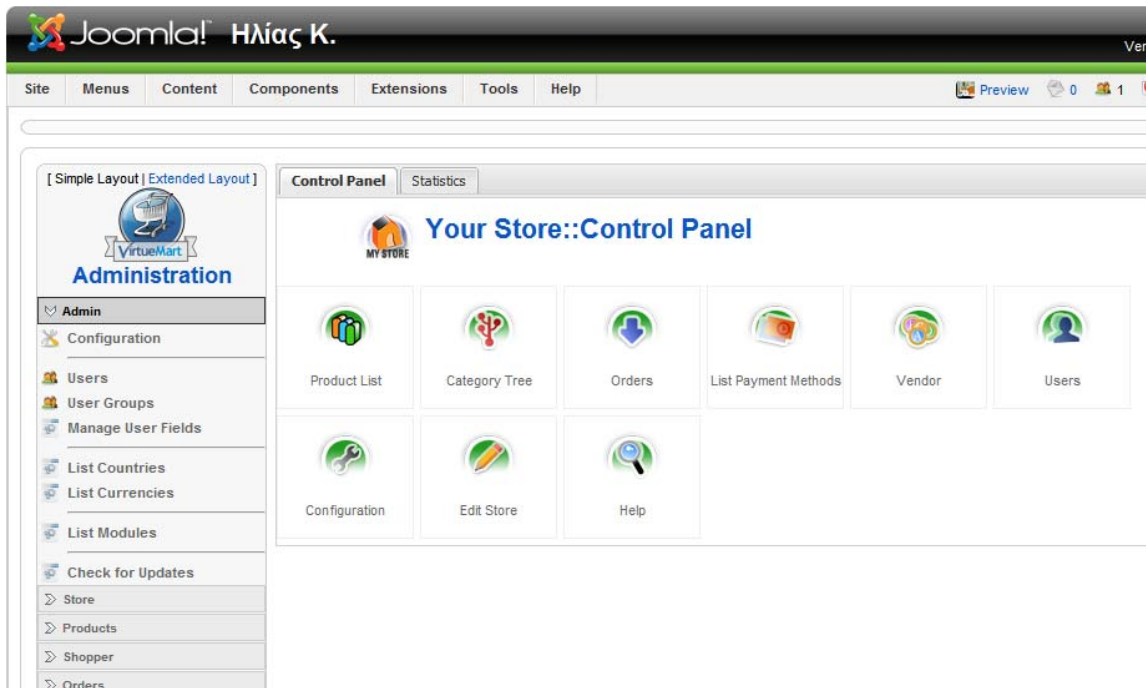 Joomla! Ηλίας Κ.
Ver
Site Menus Content Components Extensions Tools Help Preview 0 1
[ Simple Layout | Extended Layout ]
VirtueMart
Administration
Admin
Configuration
Users
User Groups
Manage User Fields
List Countries
List Currencies
List Modules
Check for Updates
Store
Products
Shopper
Orders
Control Panel Statistics
MY STORE
Your Store::Control Panel
Product List Category Tree Orders List Payment Methods Vendor Users
Configuration Edit Store Help